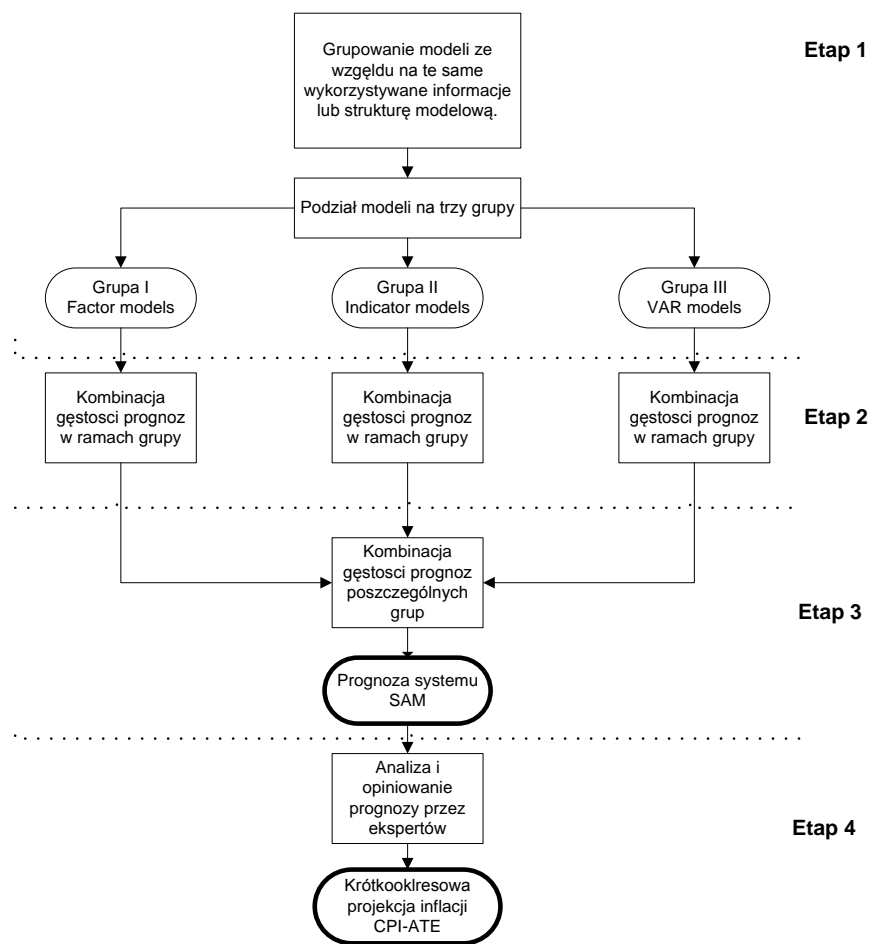 Etap 1
Grupowanie modeli ze
wzgęldu na te same
wykorzystywane informacje
lub strukturę modelową.
Podział modeli na trzy grupy
Grupa I
Factor models
Grupa II
Indicator models
Grupa III
VAR models
Etap 2
Kombinacja
gęstosci prognoz
w ramach grupy
Kombinacja
gęstosci prognoz
w ramach grupy
Kombinacja
gęstosci prognoz
w ramach grupy
Kombinacja
gęstosci prognoz
poszczególnych
grup
Etap 3
Prognoza systemu
SAM
Analiza i
opiniowanie
prognozy przez
ekspertów
Etap 4
Krótkooklresowa
projekcja inflacji
CPI-ATE